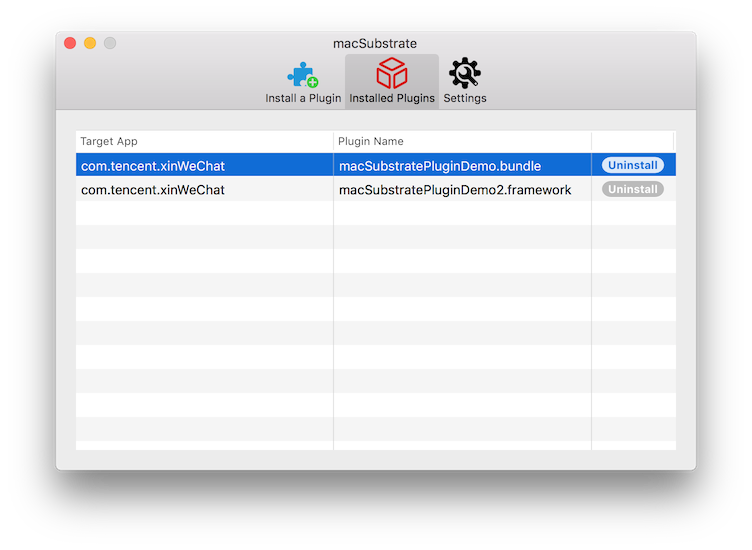 macSubstrate
Install a Plugin Installed Plugins Settings
Target App Plugin Name
com.tencent.xinWeChat macSubstratePluginDemo.bundle Uninstall
com.tencent.xinWeChat macSubstratePluginDemo2.framework Uninstall